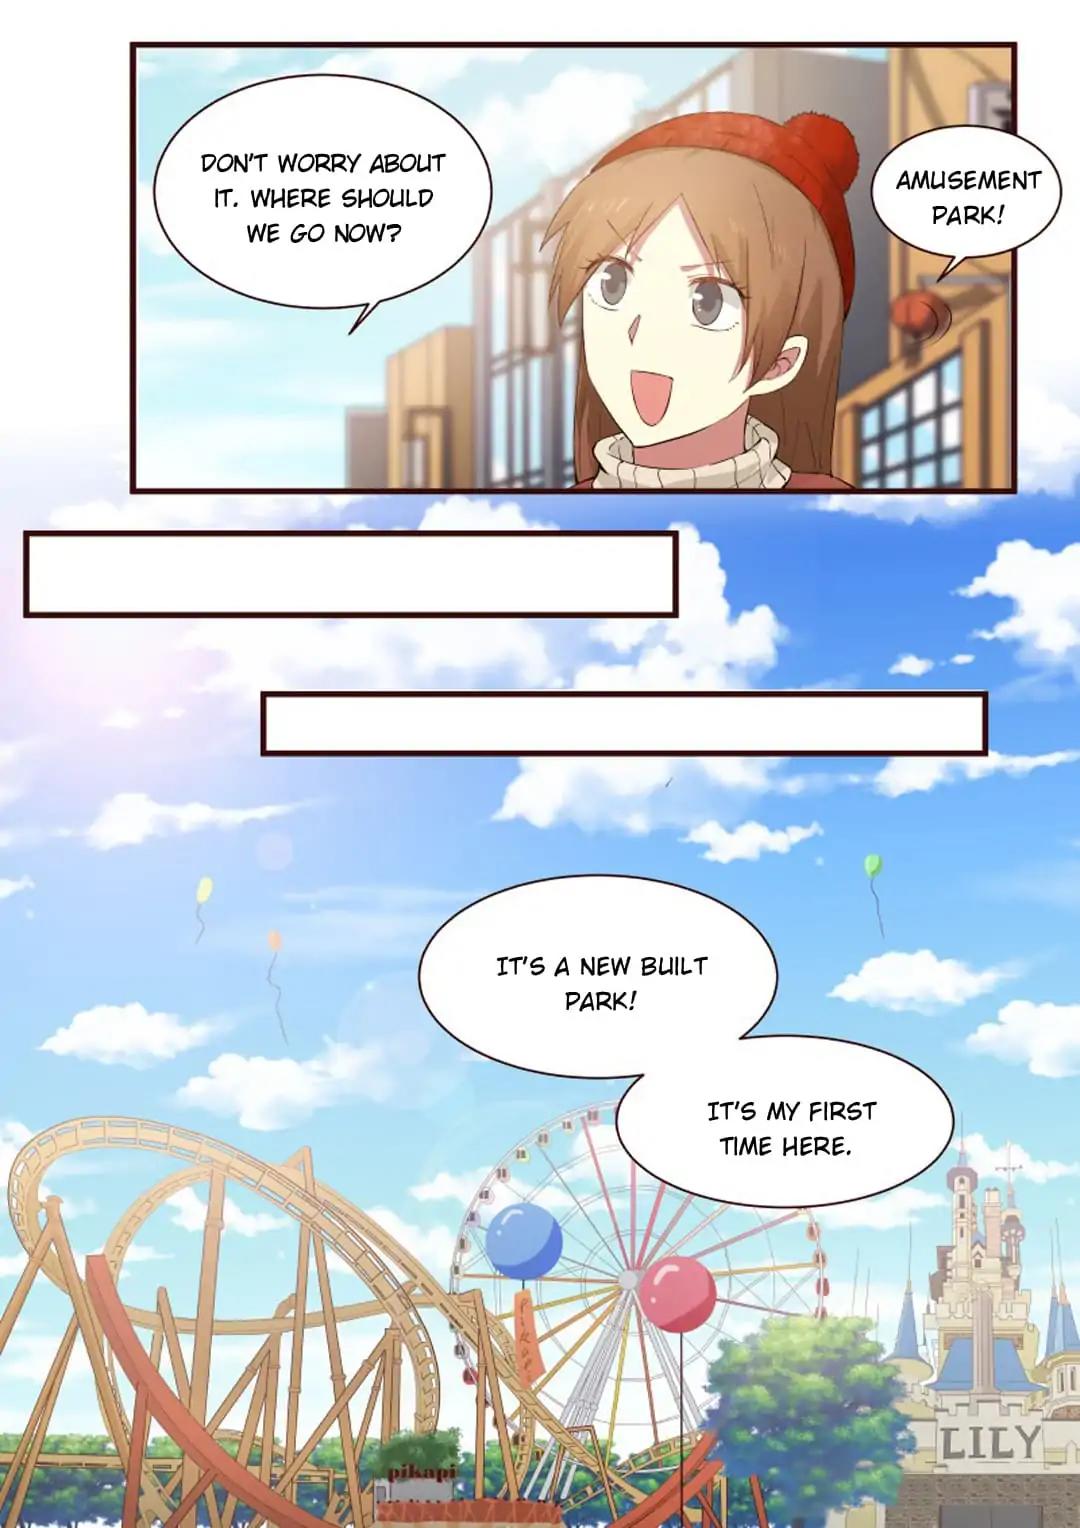 DON'T WORRY ABOUT
IT. WHERE SHOULD
WE GO NOW?
AMUSEMENT
PARK!
IT'S A NEW BUILT
PARK!
IT'S MY FIRST
TIME HERE.
pikapi
LILY